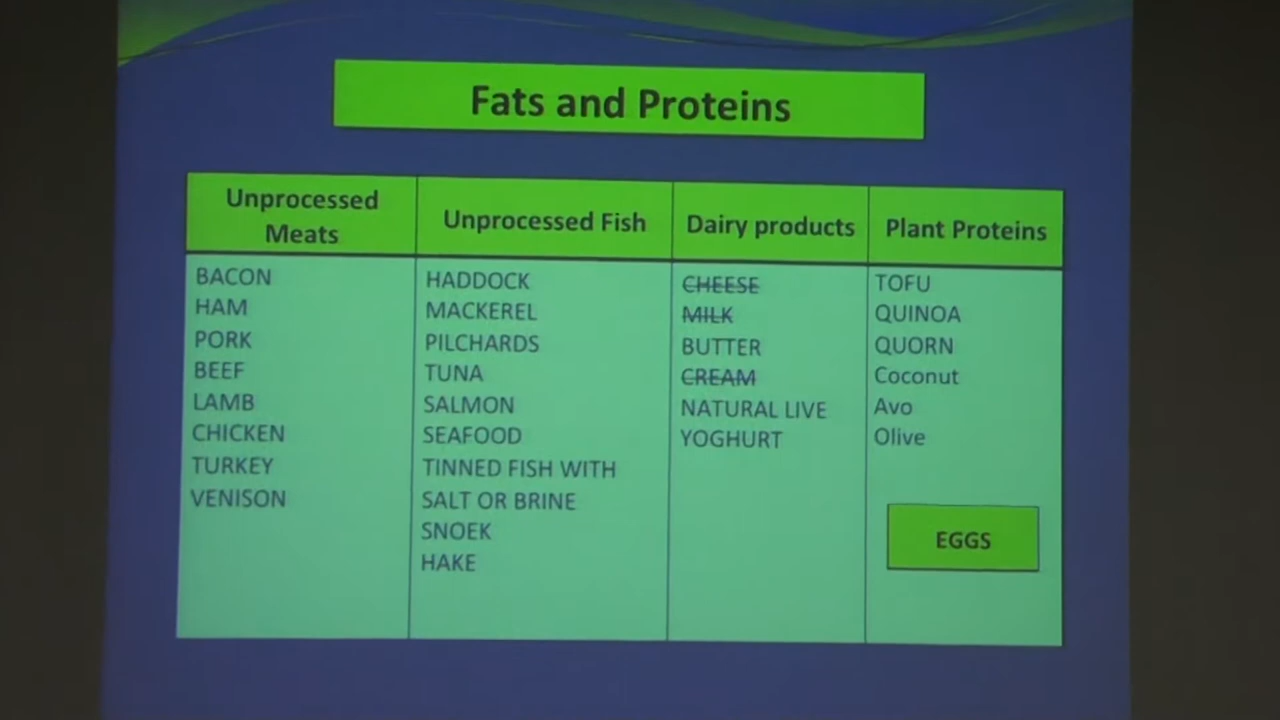 Fats and Proteins
Unprocessed
Meats
BACON
HAM
PORK
BEEF
LAMB
CHICKEN
TURKEY
VENISON
Unprocessed Fish
HADDOCK
MACKEREL
PILCHARDS
TUNA
SALMON
SEAFOOD
TINNED FISH WITH
SALT OR BRINE
SNOEK
HAKE
Dairy products
CHEESE
MILK
BUTTER
CREAM
NATURAL LIVE
YOGHURT
Plant Proteins
TOFU
QUINOA
QUORN
Coconut
Avo
Olive
EGGS